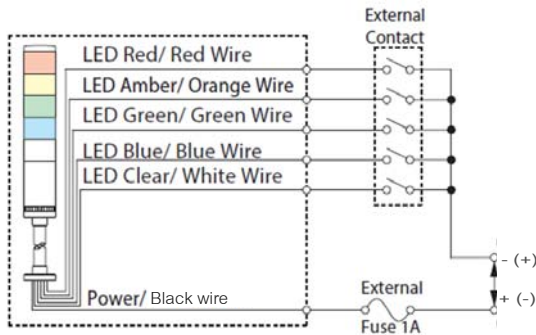 External
Contact
LED Red/ Red Wire
LED Amber/ Orange Wire
LED Green/ Green Wire
LED Blue/ Blue Wire
LED Clear/ White Wire
- (+)
Power/ Black wire
External
+ (-)
Fuse 1A